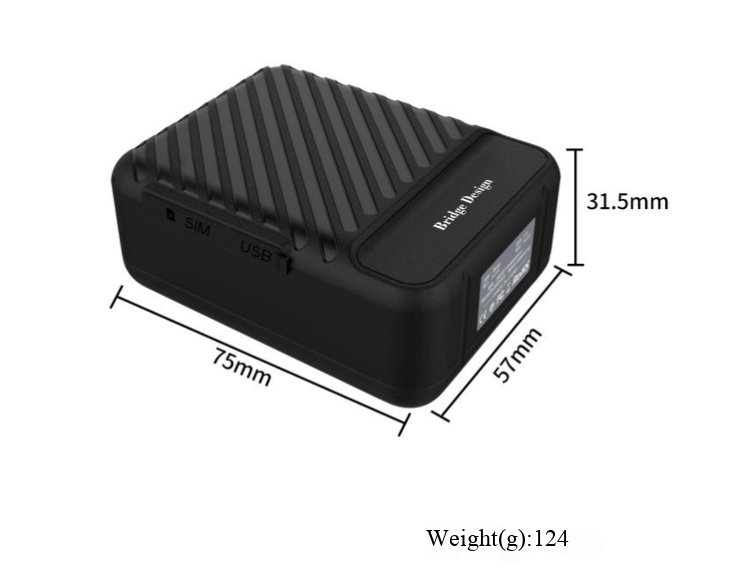 Bridge Design
31.5mm
SIM
USB
57mm
75mm
Weight(g):124